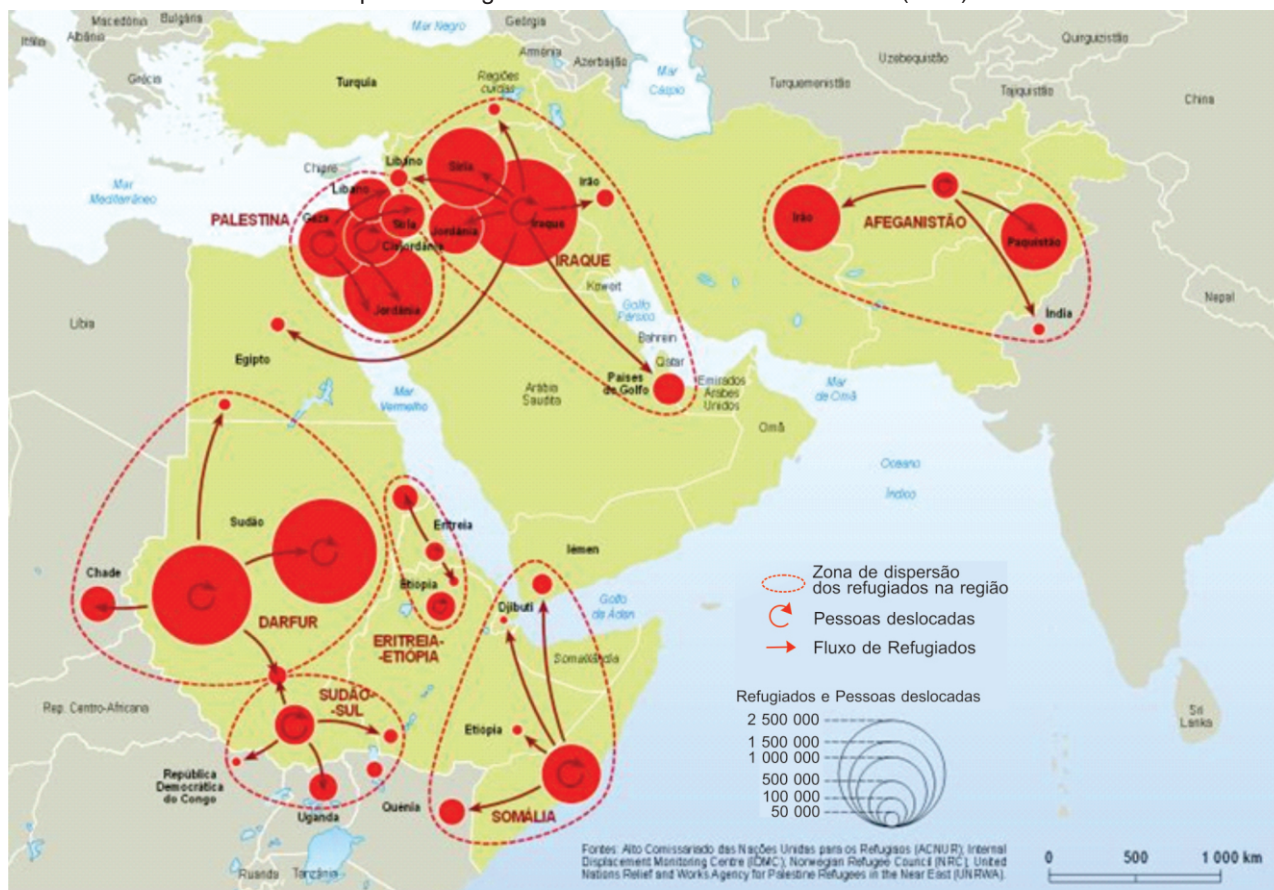 Itália
Macedónia
Bulgária
Albânia
Grécia
Mar Negro
Geórgia
Arménia
Azerbaijão
Mar
Cáspio
Uzebequistão
Turquemenistão
Quirguizistão
Tajiquistão
China
Turquia
Regiões
Chipre
Mar
Mediterrâneo
Líbano
Síria
Irão
Líbano
PALESTINA
Gaza
Síria
Cisjordânia
Jordânia
Jordânia
Iraque
IRAQUE
Irão
AFEGANISTÃO
Paquistão
Índia
Nepal
Koweit
Golfo
Pérsico
Bahrein
Qatar
Líbia
Egipto
Mar
Vermelho
Arábia
Saudita
Países
do Golfo
Emirados
Árabes
Unidos
Mar
de Omã
Omã
Oceano
Índico
Sudão
Chade
DARFUR
Eritreia
Etiópia
ERITREIA-
-ETIÓPIA
Iémen
Djibuti
Golfo
de Áden
Somalilândia
Rep. Centro-Africana
SUDÃO-
-SUL
Etiópia
República
Democrática
do Congo
Uganda
Quénia
SOMÁLIA
Ruanda
Tanzânia
Sri
Lanka
Zona de dispersão
dos refugiados na região
Pessoas deslocadas
Fluxo de Refugiados
Refugiados e Pessoas deslocadas
2 500 000
1 500 000
1 000 000
500 000
100 000
50 000
Fontes: Alto Comissariado das Nações Unidas para os Refugiados (ACNUR); Internal
Displacement Monitoring Centre (IDMC); Norwegian Refugee Council (NRC); United
Nations Relief and Works Agency for Palestine Refugees in the Near East (UNRWA).
0 500 1 000 km